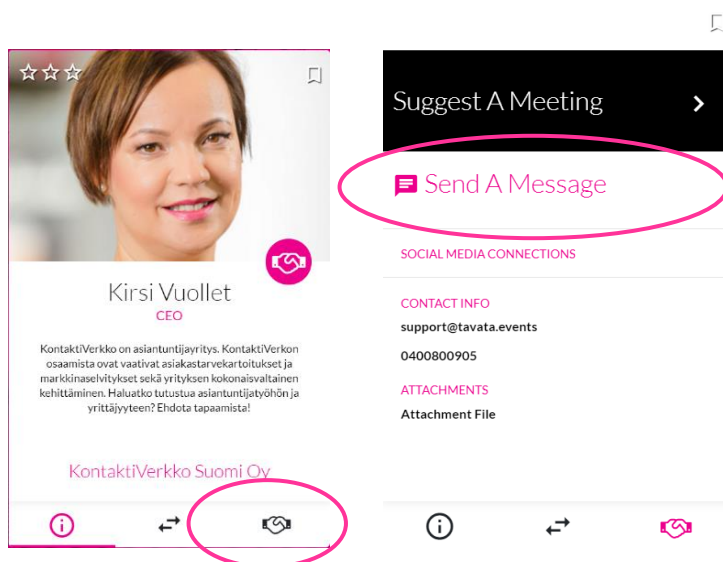 Kirsi Vuollet
CEO
KontaktiVerkko on asiantuntijayritys. KontaktiVerkon
osaamista ovat vaativat asiakastarvekartoitukset ja
markkinaselvitykset sekä yrityksen kokonaisvaltainen
kehittäminen. Haluatko tutustua asiantuntijatyöhön ja
yrittäjyyteen? Ehdota tapaamista!
KontaktiVerkko Suomi Oy
Suggest A Meeting
Send A Message
SOCIAL MEDIA CONNECTIONS
CONTACT INFO
support@tavata.events
0400800905
ATTACHMENTS
Attachment File